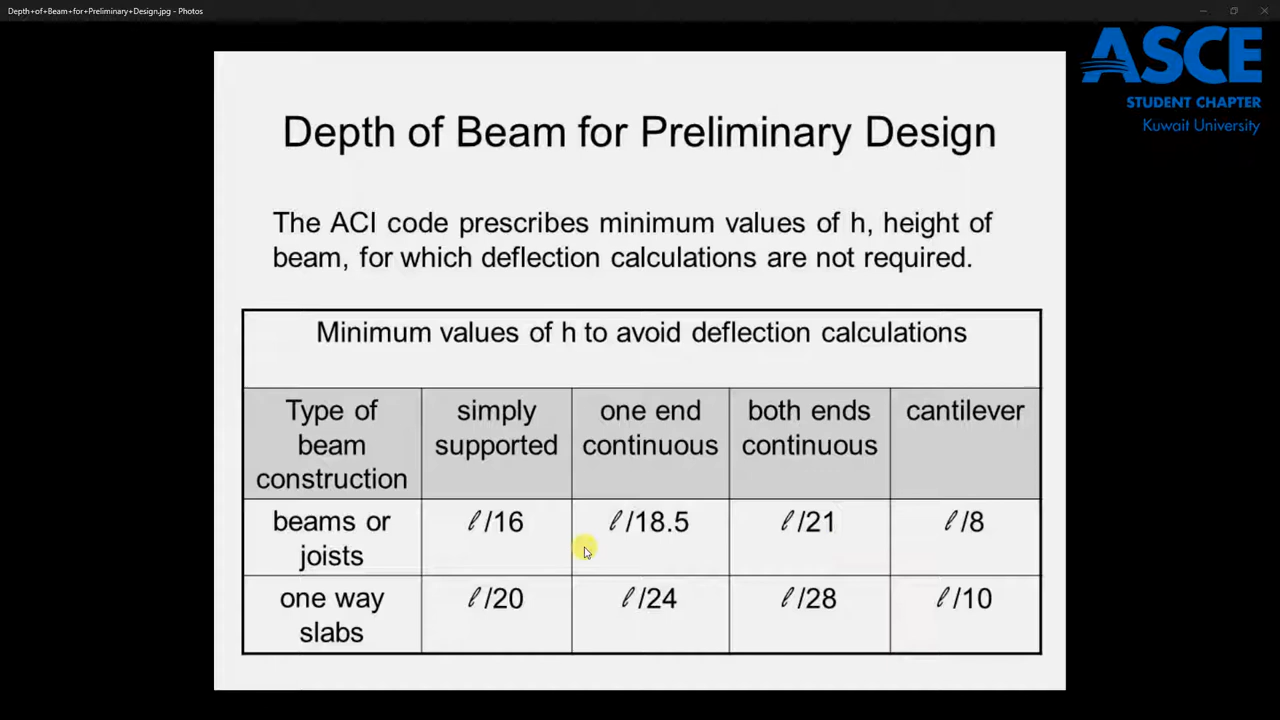 Depth+of+Beam+for+Preliminary+Design.jpg - Photos
ASCE
STUDENT CHAPTER
Kuwait University
Depth of Beam for Preliminary Design
The ACI code prescribes minimum values of h, height of
beam, for which deflection calculations are not required.
Minimum values of h to avoid deflection calculations
Type of
beam
construction
simply
supported
one end
continuous
both ends
continuous
cantilever
beams or
joists
ℓ/16
ℓ/18.5
ℓ/21
ℓ/8
one way
slabs
ℓ/20
ℓ/24
ℓ/28
ℓ/10